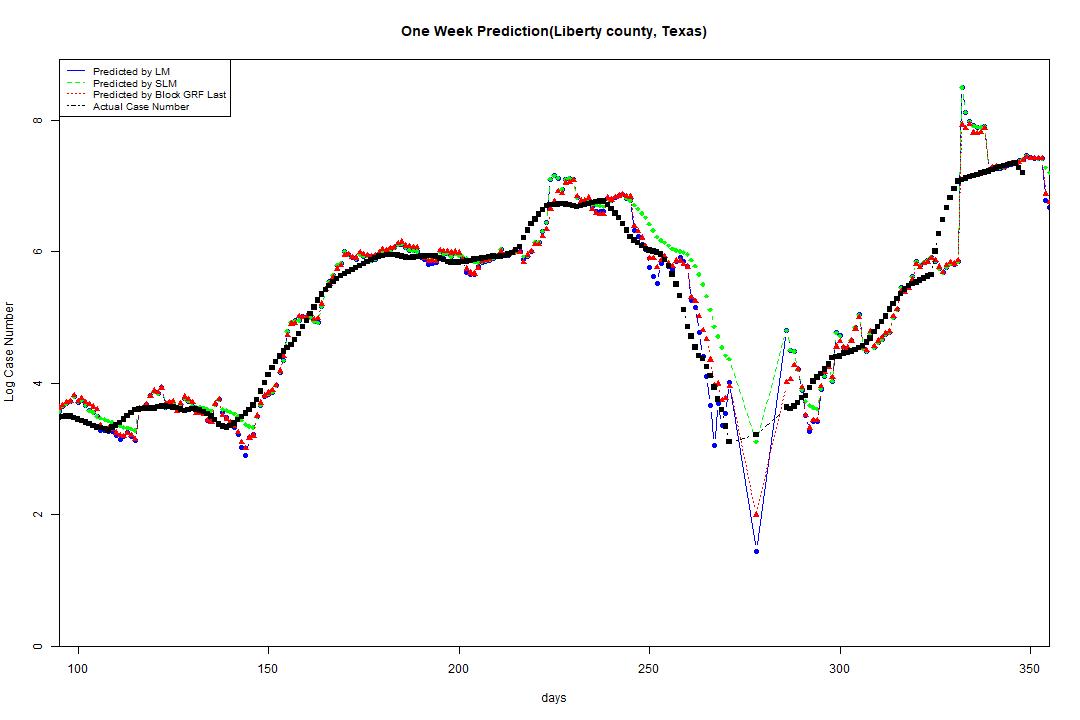 One Week Prediction(Liberty county, Texas)
Predicted by LM
Predicted by SLM
Predicted by Block GRF Last
Actual Case Number
8
6
4
2
0
Log Case Number
100 150 200 250 300 350
days